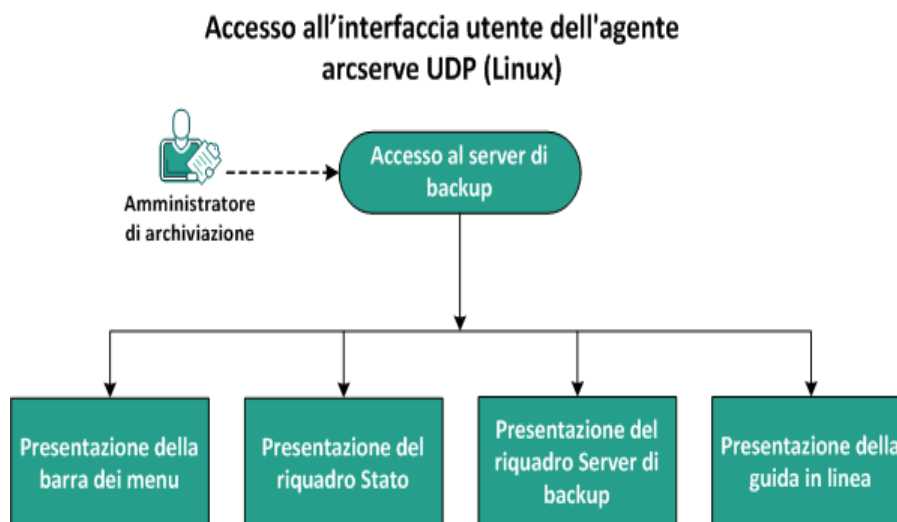 Accesso all’interfaccia utente dell'agente
arcserve UDP (Linux)
Accesso al server di
backup
Amministratore
di archiviazione
Presentazione della
barra dei menu
Presentazione del
riquadro Stato
Presentazione del
riquadro Server di
backup
Presentazione della
guida in linea